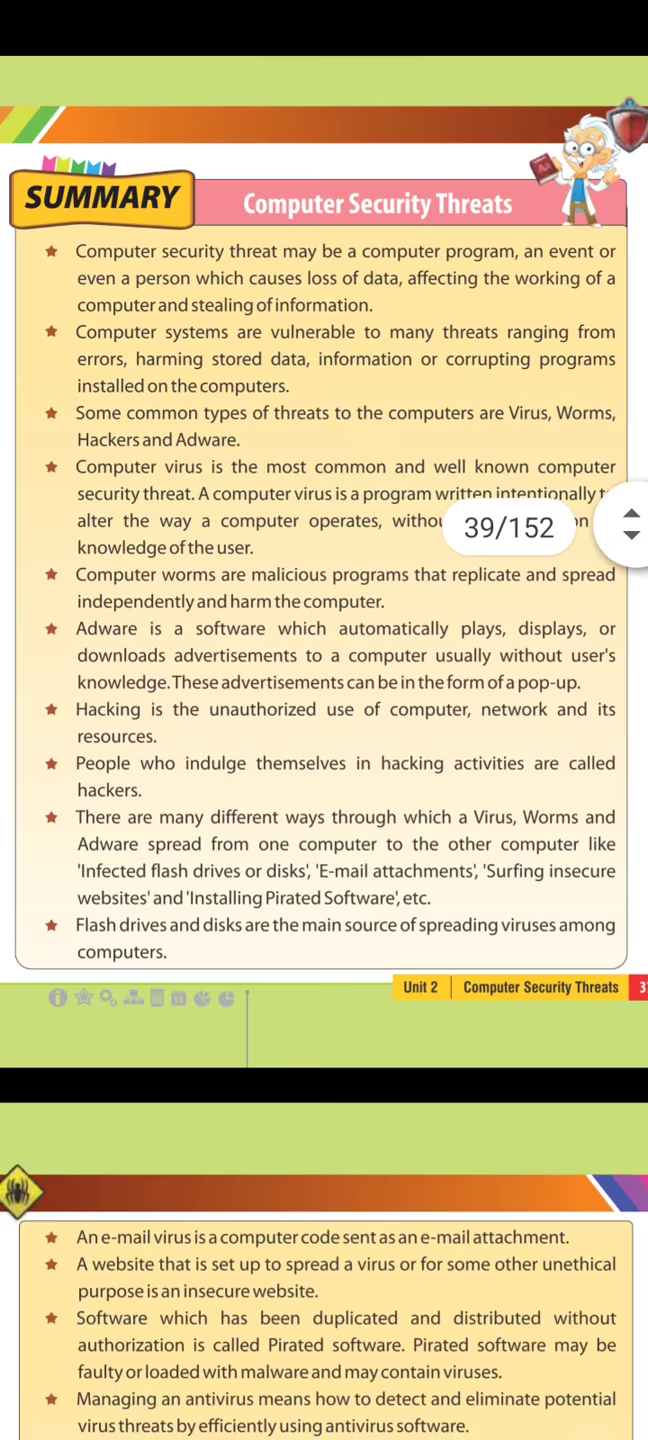 SUMMARY
Computer Security Threats
Computer security threat may be a computer program, an event or
even a person which causes loss of data, affecting the working of a
computer and stealing of information.
Computer systems are vulnerable to many threats ranging from
errors, harming stored data, information or corrupting programs
installed on the computers.
Some common types of threats to the computers are Virus, Worms,
Hackers and Adware.
Computer virus is the most common and well known computer
security threat. A computer virus is a program written intentionally
alter the way a computer operates,
knowledge of the user.
39/152
Computer worms are malicious programs that replicate and spread
independently and harm the computer.
Adware is a software which automatically plays, displays, or
downloads advertisements to a computer usually without user's
knowledge. These advertisements can be in the form of a pop-up.
Hacking is the unauthorized use of computer, network and its
resources.
People who indulge themselves in hacking activities are called
hackers.
There are many different ways through which a Virus, Worms and
Adware spread from one computer to the other computer like
'Infected flash drives or disks', 'E-mail attachments', 'Surfing insecure
websites' and 'Installing Pirated Software', etc.
Flash drives and disks are the main source of spreading viruses among
computers.
Unit 2 Computer Security Threats
An e-mail virus is a computer code sent as an e-mail attachment.
A website that is set up to spread a virus or for some other unethical
purpose is an insecure website.
Software which has been duplicated and distributed without
authorization is called Pirated software. Pirated software may be
faulty or loaded with malware and may contain viruses.
Managing an antivirus means how to detect and eliminate potential
virus threats by efficiently using antivirus software.